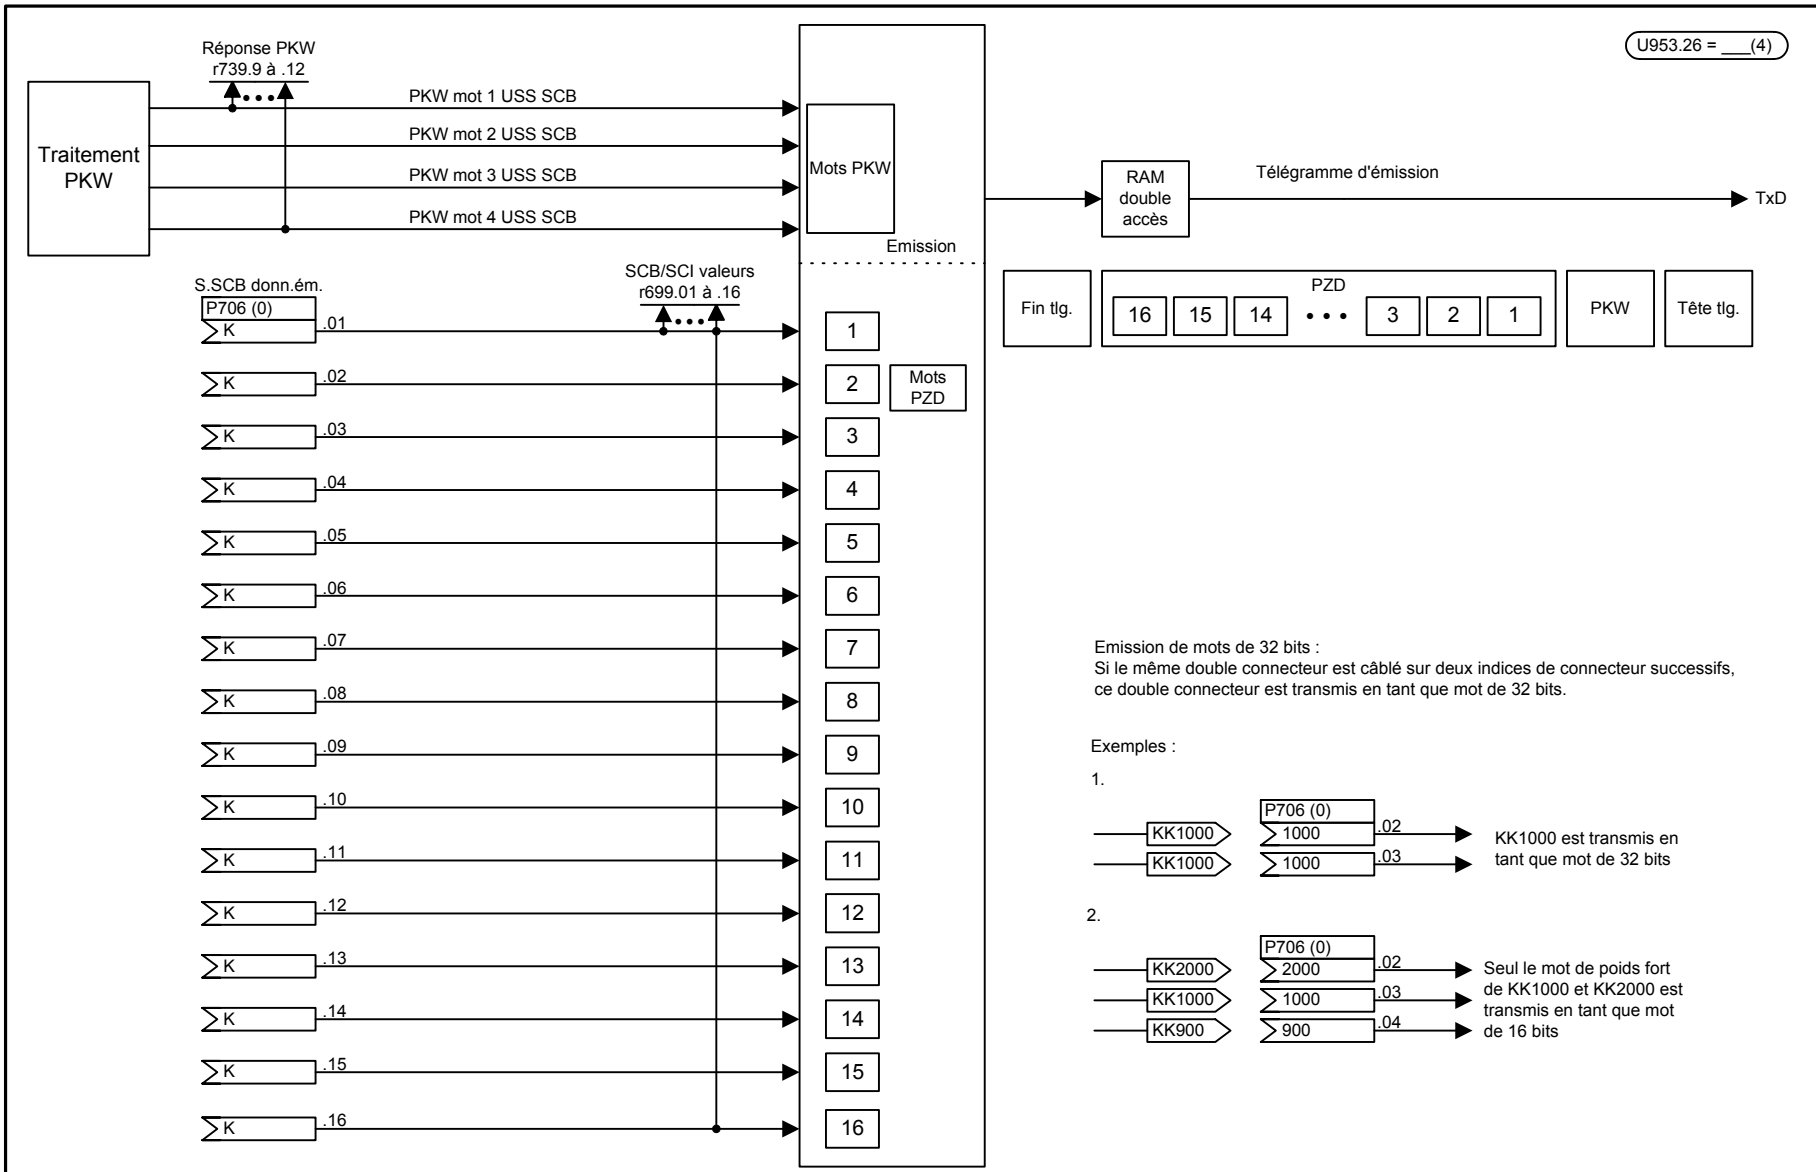 U953.26 = ___(4)
Réponse PKW
r739.9 à .12
Traitement
PKW
PKW mot 1 USS SCB
PKW mot 2 USS SCB
PKW mot 3 USS SCB
PKW mot 4 USS SCB
Mots PKW
Emission
RAM
double
accès
Télégramme d'émission
TxD
Fin tlg.
PZD
16 15 14 • • • 3 2 1
PKW
Tête tlg.
S.SCB donn.ém.
P706 (0)
SCB/SCI valeurs
r699.01 à .16
K .01 1
K .02 2
Mots
PZD
K .03 3
K .04 4
K .05 5
K .06 6
K .07 7
K .08 8
K .09 9
K .10 10
K .11 11
K .12 12
K .13 13
K .14 14
K .15 15
K .16 16
Emission de mots de 32 bits :
Si le même double connecteur est câblé sur deux indices de connecteur successifs,
ce double connecteur est transmis en tant que mot de 32 bits.
Exemples :
1.
P706 (0)
KK1000 1000 .02
KK1000 1000 .03
KK1000 est transmis en
tant que mot de 32 bits
2.
P706 (0)
KK2000 2000 .02
KK1000 1000 .03
KK900 900 .04
Seul le mot de poids fort
de KK1000 et KK2000 est
transmis en tant que mot
de 16 bits